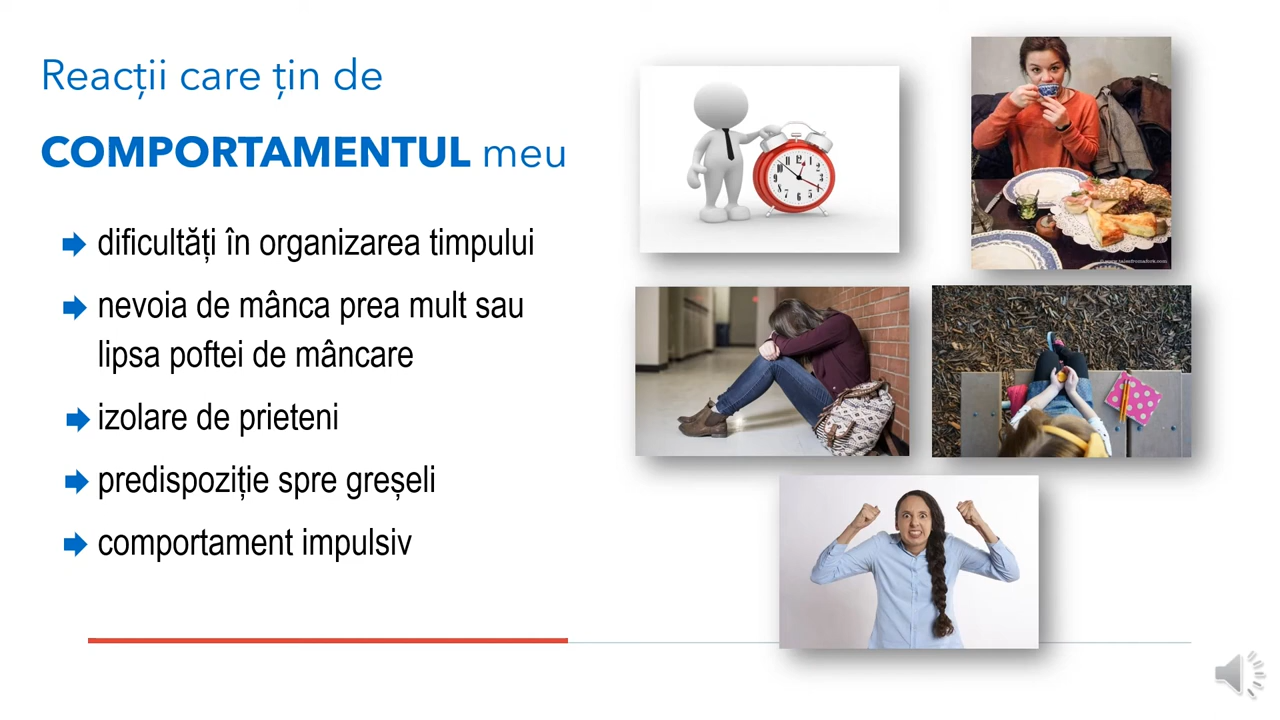 Reacții care țin de
COMPORTAMENTUL meu
dificultăți în organizarea timpului
nevoia de mânca prea mult sau
lipsa poftei de mâncare
izolare de prieteni
predispoziție spre greșeli
comportament impulsiv